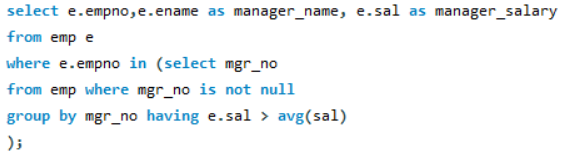 select e.empno,e.ename as manager_name, e.sal as manager_salary
from emp e
where e.empno in (select mgr_no
from emp where mgr_no is not null
group by mgr_no having e.sal > avg(sal)
);